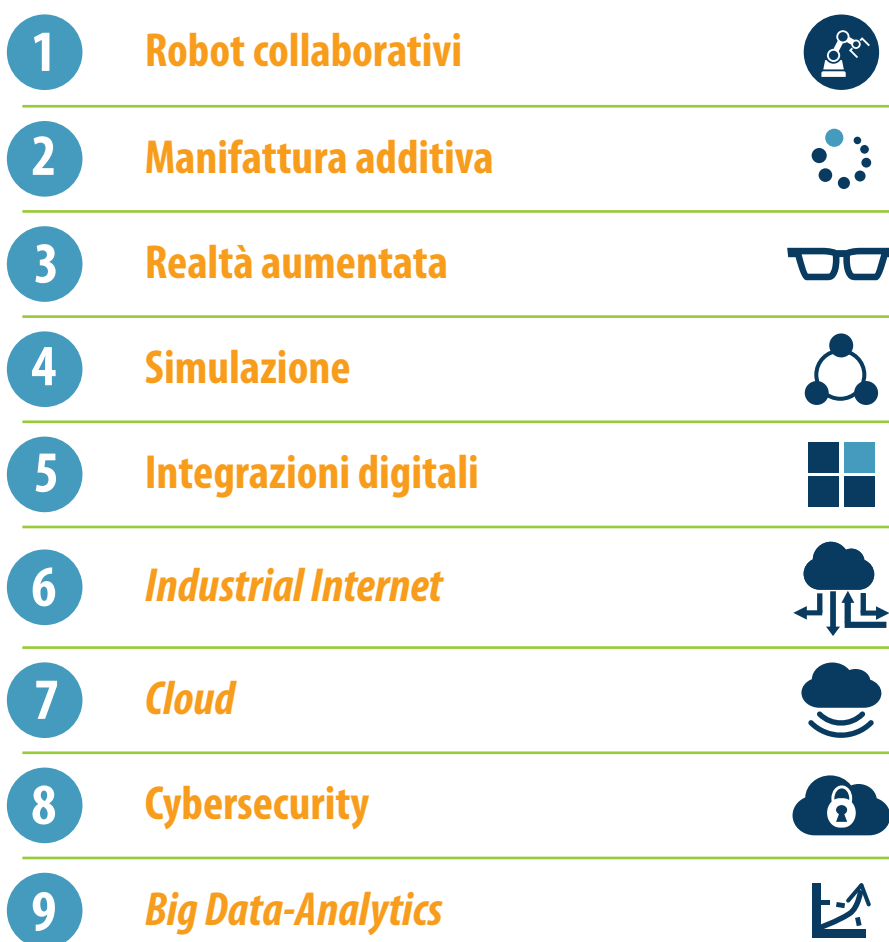 1 Robot collaborativi
2 Manifattura additiva
3 Realtà aumentata
4 Simulazione
5 Integrazioni digitali
6 Industrial Internet
7 Cloud
8 Cybersecurity
9 Big Data-Analytics